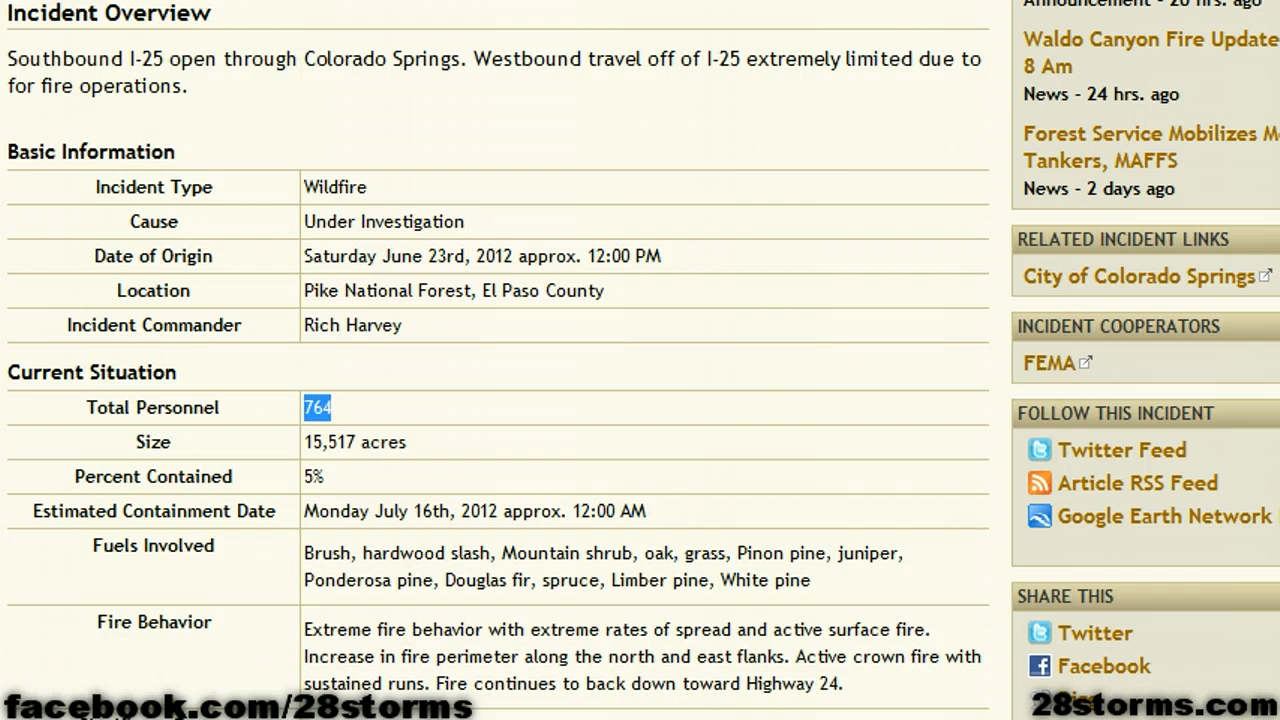 Incident Overview
Southbound I-25 open through Colorado Springs. Westbound travel off of I-25 extremely limited due to
for fire operations.
Basic Information
Incident Type Wildfire
Cause Under Investigation
Date of Origin Saturday June 23rd, 2012 approx. 12:00 PM
Location Pike National Forest, El Paso County
Incident Commander Rich Harvey
Current Situation
Total Personnel 764
Size 15,517 acres
Percent Contained 5%
Estimated Containment Date Monday July 16th, 2012 approx. 12:00 AM
Fuels Involved Brush, hardwood slash, Mountain shrub, oak, grass, Pinon pine, juniper,
Ponderosa pine, Douglas fir, spruce, Limber pine, White pine
Fire Behavior Extreme fire behavior with extreme rates of spread and active surface fire.
Increase in fire perimeter along the north and east flanks. Active crown fire with
sustained runs. Fire continues to back down toward Highway 24.
facebook.com/28storms
Announcement - 20 hrs. ago
Waldo Canyon Fire Update
8 Am
News - 24 hrs. ago
Forest Service Mobilizes
Tankers, MAFFS
News - 2 days ago
RELATED INCIDENT LINKS
City of Colorado Springs
INCIDENT COOPERATORS
FEMA
FOLLOW THIS INCIDENT
Twitter Feed
Article RSS Feed
Google Earth Network
SHARE THIS
Twitter
Facebook
28storms.com